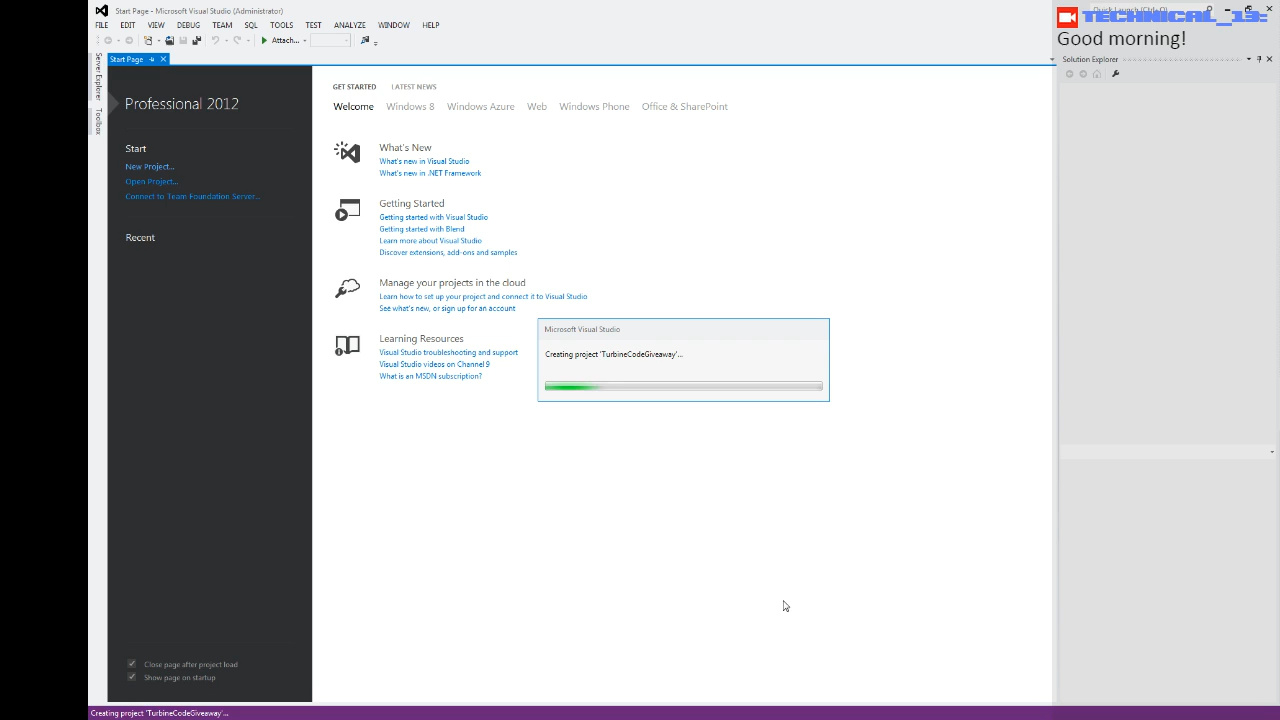 Start Page - Microsoft Visual Studio (Administrator)
Quick Launch (Ctrl+Q)
TECHNICAL_13:
Good morning!
FILE EDIT VIEW DEBUG TEAM SQL TOOLS TEST ANALYZE WINDOW HELP
Attach...
Server Explorer
Toolbox
Start Page
Solution Explorer
Professional 2012
Start
New Project...
Open Project...
Connect to Team Foundation Server...
Recent
Close page after project load
Show page on startup
GET STARTED LATEST NEWS
Welcome Windows 8 Windows Azure Web Windows Phone Office & SharePoint
What's New
What's new in Visual Studio
What's new in .NET Framework
Getting Started
Getting started with Visual Studio
Getting started with Blend
Learn more about Visual Studio
Discover extensions, add-ons and samples
Manage your projects in the cloud
Learn how to set up your project and connect it to Visual Studio
See what's new, or sign up for an account
Learning Resources
Visual Studio troubleshooting and support
Visual Studio videos on Channel 9
What is an MSDN subscription?
Microsoft Visual Studio
Creating project 'TurbineCodeGiveaway'...
Creating project 'TurbineCodeGiveaway'...